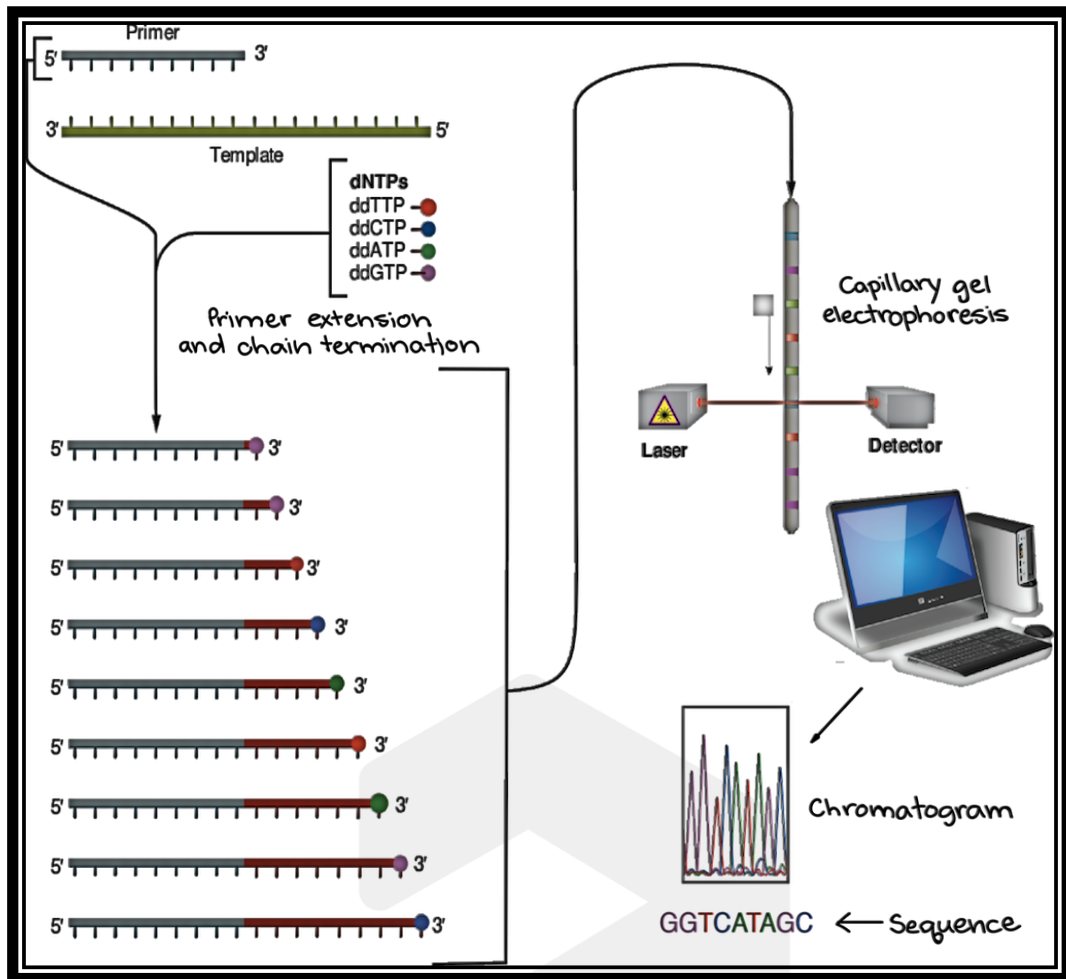 Primer
5' 3'
3' 5'
Template
dNTPs
ddTTP
ddCTP
ddATP
ddGTP
Primer extension
and chain termination
5' 3'
5' 3'
5' 3'
5' 3'
5' 3'
5' 3'
5' 3'
5' 3'
5' 3'
Capillary gel
electrophoresis
Laser
Detector
Chromatogram
GGTCATAGC ← Sequence